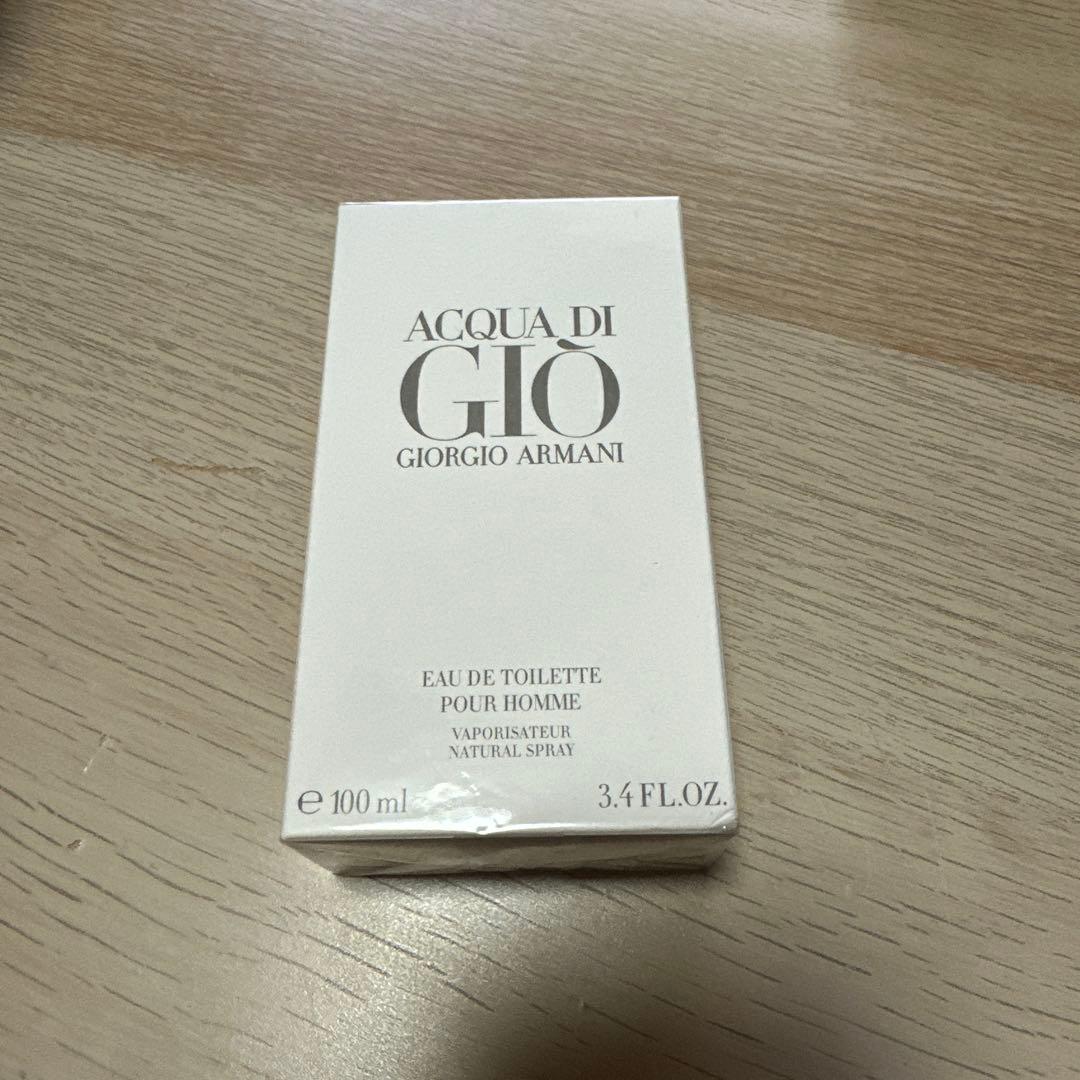 ACQUA DI
GIÒ
GIORGIO ARMANI
EAU DE TOILETTE
POUR HOMME
VAPORISATEUR
NATURAL SPRAY
℮ 100 ml 3.4 FL.OZ.